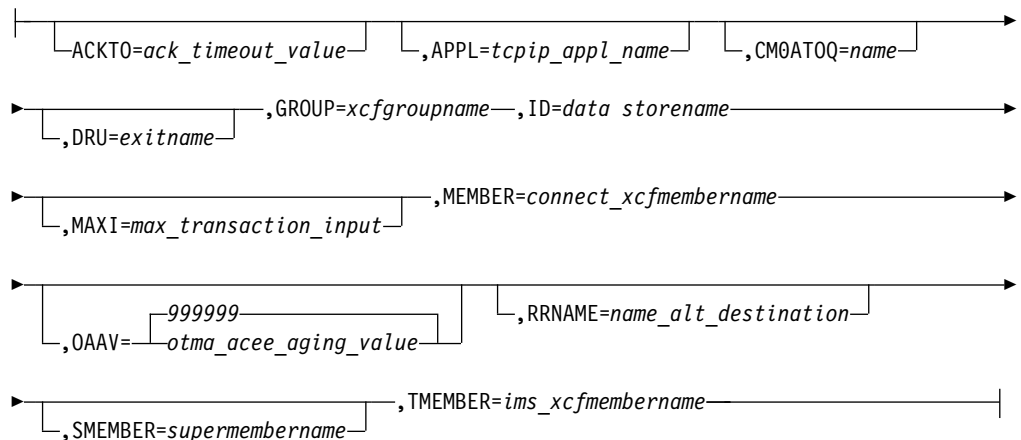 ACKTO=ack_timeout_value ,APPL=tcpip_appl_name ,CM0ATOQ=name
,GROUP=xcfgroupname ,ID=data storename
,DRU=exitname
,MEMBER=connect_xcfmembername
,MAXI=max_transaction_input
999999
,OAAV= otma_acee_aging_value ,RRNAME=name_alt_destination
,TMEMBER=ims_xcfmembername
,SMEMBER=supermembername